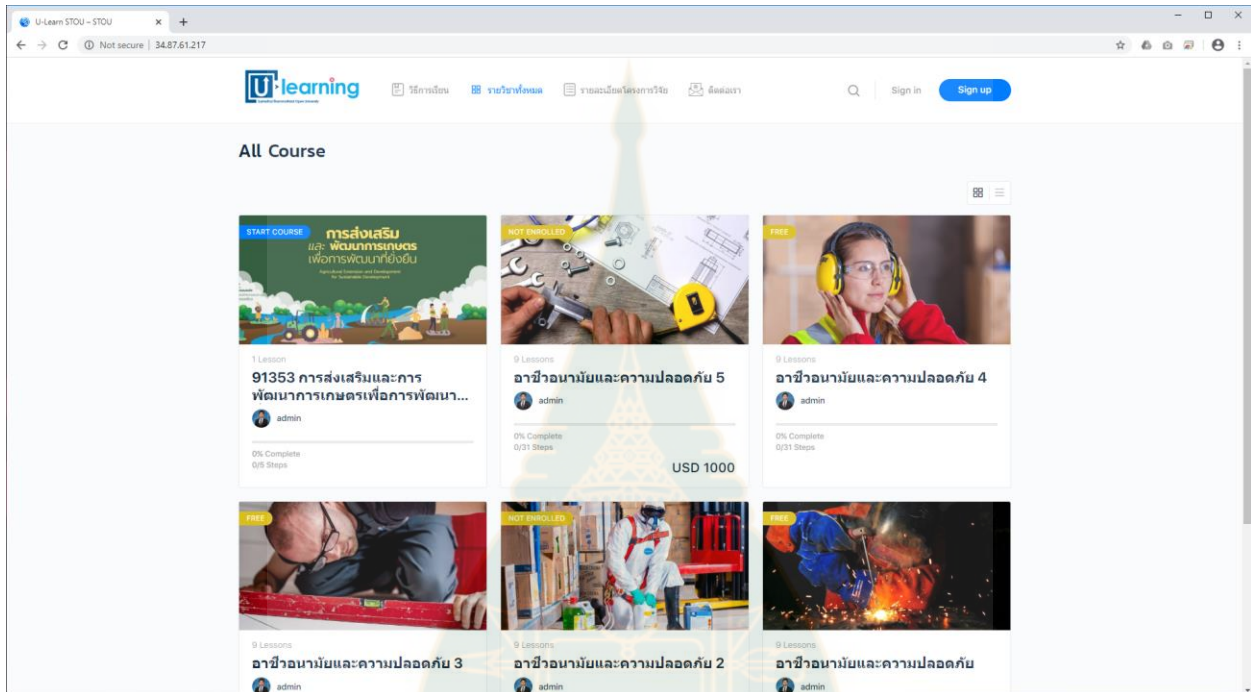 U-Learn STOU – STOU
Not secure | 34.87.61.217
U learning
วิธีการเรียน
รายวิชาทั้งหมด
รายละเอียดโครงการวิจัย
ติดต่อเรา
Sign in
Sign up
All Course
START COURSE
การส่งเสริม
และ พัฒนาการเกษตร
เพื่อการพัฒนาที่ยั่งยืน
Agricultural Extension and Development
for Sustainable Development
1 Lesson
91353 การส่งเสริมและการ
พัฒนาการเกษตรเพื่อการพัฒนา...
admin
0% Complete
0/5 Steps
NOT ENROLLED
9 Lessons
อาชีวอนามัยและความปลอดภัย 5
admin
0% Complete
0/31 Steps
USD 1000
FREE
9 Lessons
อาชีวอนามัยและความปลอดภัย 4
admin
0% Complete
0/31 Steps
FREE
9 Lessons
อาชีวอนามัยและความปลอดภัย 3
admin
NOT ENROLLED
9 Lessons
อาชีวอนามัยและความปลอดภัย 2
admin
FREE
9 Lessons
อาชีวอนามัยและความปลอดภัย
admin